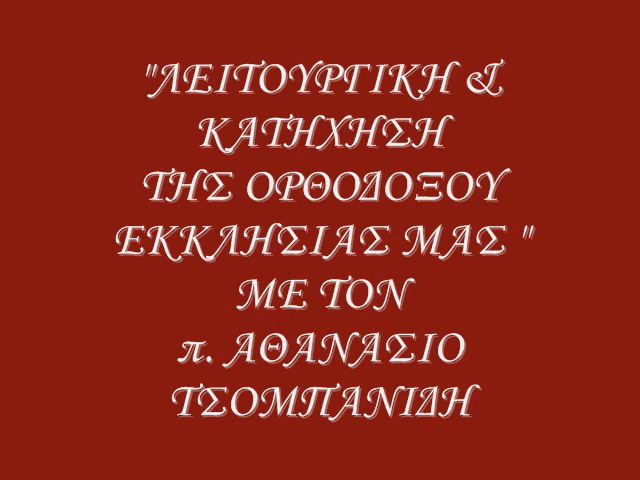 "ΛΕΙΤΟΥΡΓΙΚΗ &
ΚΑΤΗΧΗΣΗ
ΤΗΣ ΟΡΘΟΔΟΞΟΥ
ΕΚΚΛΗΣΙΑΣ ΜΑΣ "
ΜΕ ΤΟΝ
π. ΑΘΑΝΑΣΙΟ
ΤΣΟΜΠΑΝΙΔΗ